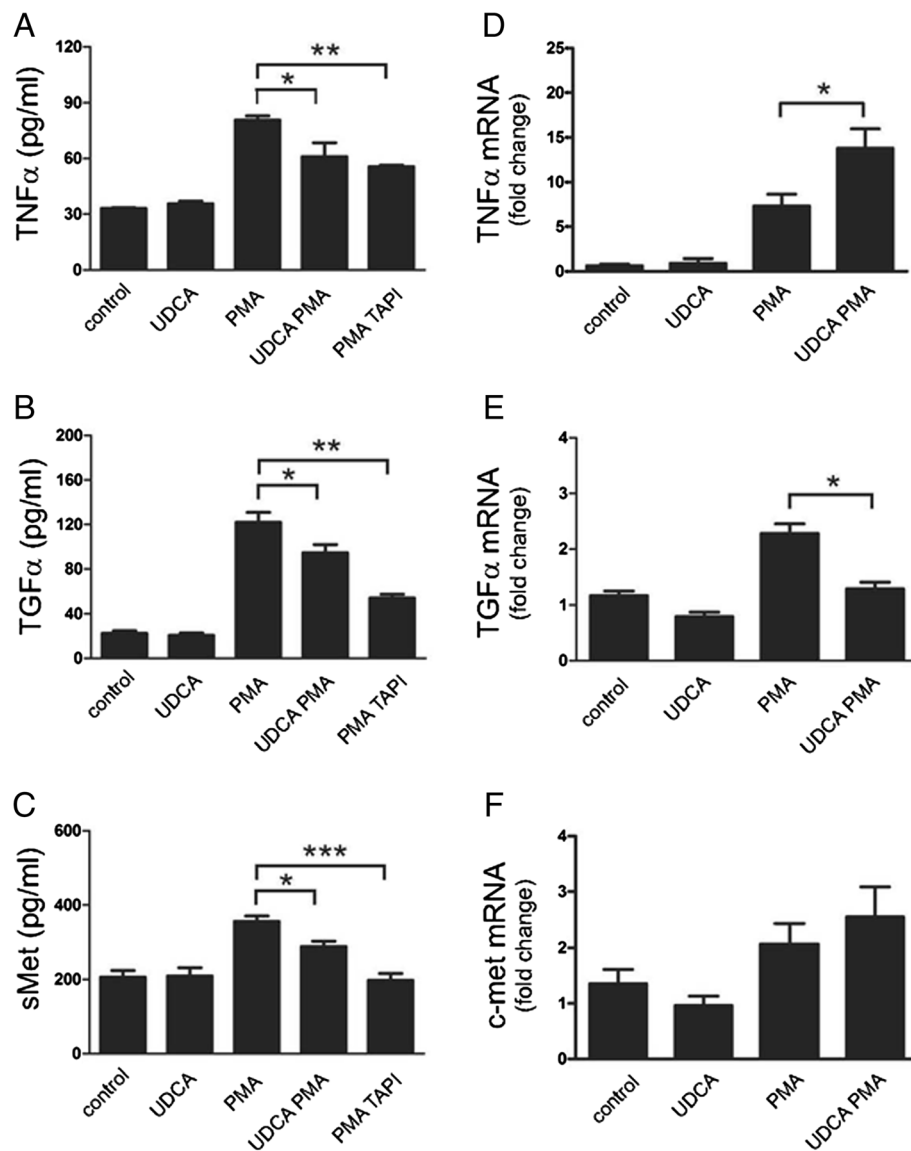 A
TNFα (pg/ml)
120
90
60
30
0
*
**
control
UDCA
PMA
UDCA PMA
PMA TAPI
D
TNFα mRNA
(fold change)
25
20
15
10
5
0
*
control
UDCA
PMA
UDCA PMA
B
TGFα (pg/ml)
200
160
120
80
40
0
**
*
control
UDCA
PMA
UDCA PMA
PMA TAPI
E
TGFα mRNA
(fold change)
4
3
2
1
0
*
control
UDCA
PMA
UDCA PMA
C
sMet (pg/ml)
600
400
200
0
***
*
control
UDCA
PMA
UDCA PMA
PMA TAPI
F
c-met mRNA
(fold change)
4
3
2
1
0
control
UDCA
PMA
UDCA PMA